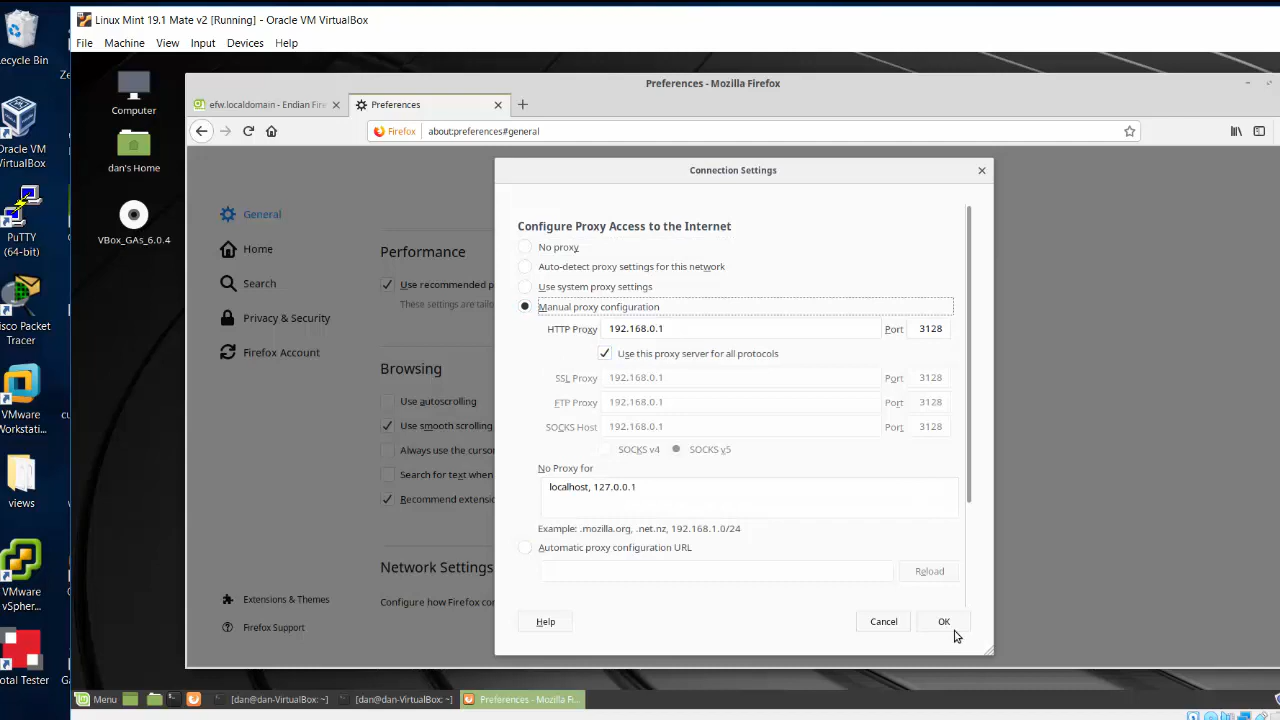 Linux Mint 19.1 Mate v2 [Running] - Oracle VM VirtualBox
File Machine View Input Devices Help
Preferences - Mozilla Firefox
efw.localdomain - Endian Fire
Preferences
Firefox
about:preferences#general
ecycle Bin
Oracle VM
VirtualBox
PuTTY
(64-bit)
isco Packet
Tracer
VMware
Workstati...
views
VMware
vSpher...
otal Tester
Computer
dan's Home
VBox_GAs_6.0.4
General
Home
Search
Privacy & Security
Firefox Account
Extensions & Themes
Firefox Support
Performance
Use recommended p
These settings are tailo
Browsing
Use autoscrolling
Use smooth scrolling
Always use the curso
Search for text when
Recommend extensio
Network Settings
Configure how Firefox con
Connection Settings
Configure Proxy Access to the Internet
No proxy
Auto-detect proxy settings for this network
Use system proxy settings
Manual proxy configuration
HTTP Proxy 192.168.0.1 Port 3128
Use this proxy server for all protocols
SSL Proxy 192.168.0.1 Port 3128
FTP Proxy 192.168.0.1 Port 3128
SOCKS Host 192.168.0.1 Port 3128
SOCKS v4 SOCKS v5
No Proxy for
localhost, 127.0.0.1
Example: .mozilla.org, .net.nz, 192.168.1.0/24
Automatic proxy configuration URL
Reload
Help Cancel OK
Menu [dan@dan-VirtualBox: ~] [dan@dan-VirtualBox: ~] Preferences - Mozilla Fi...